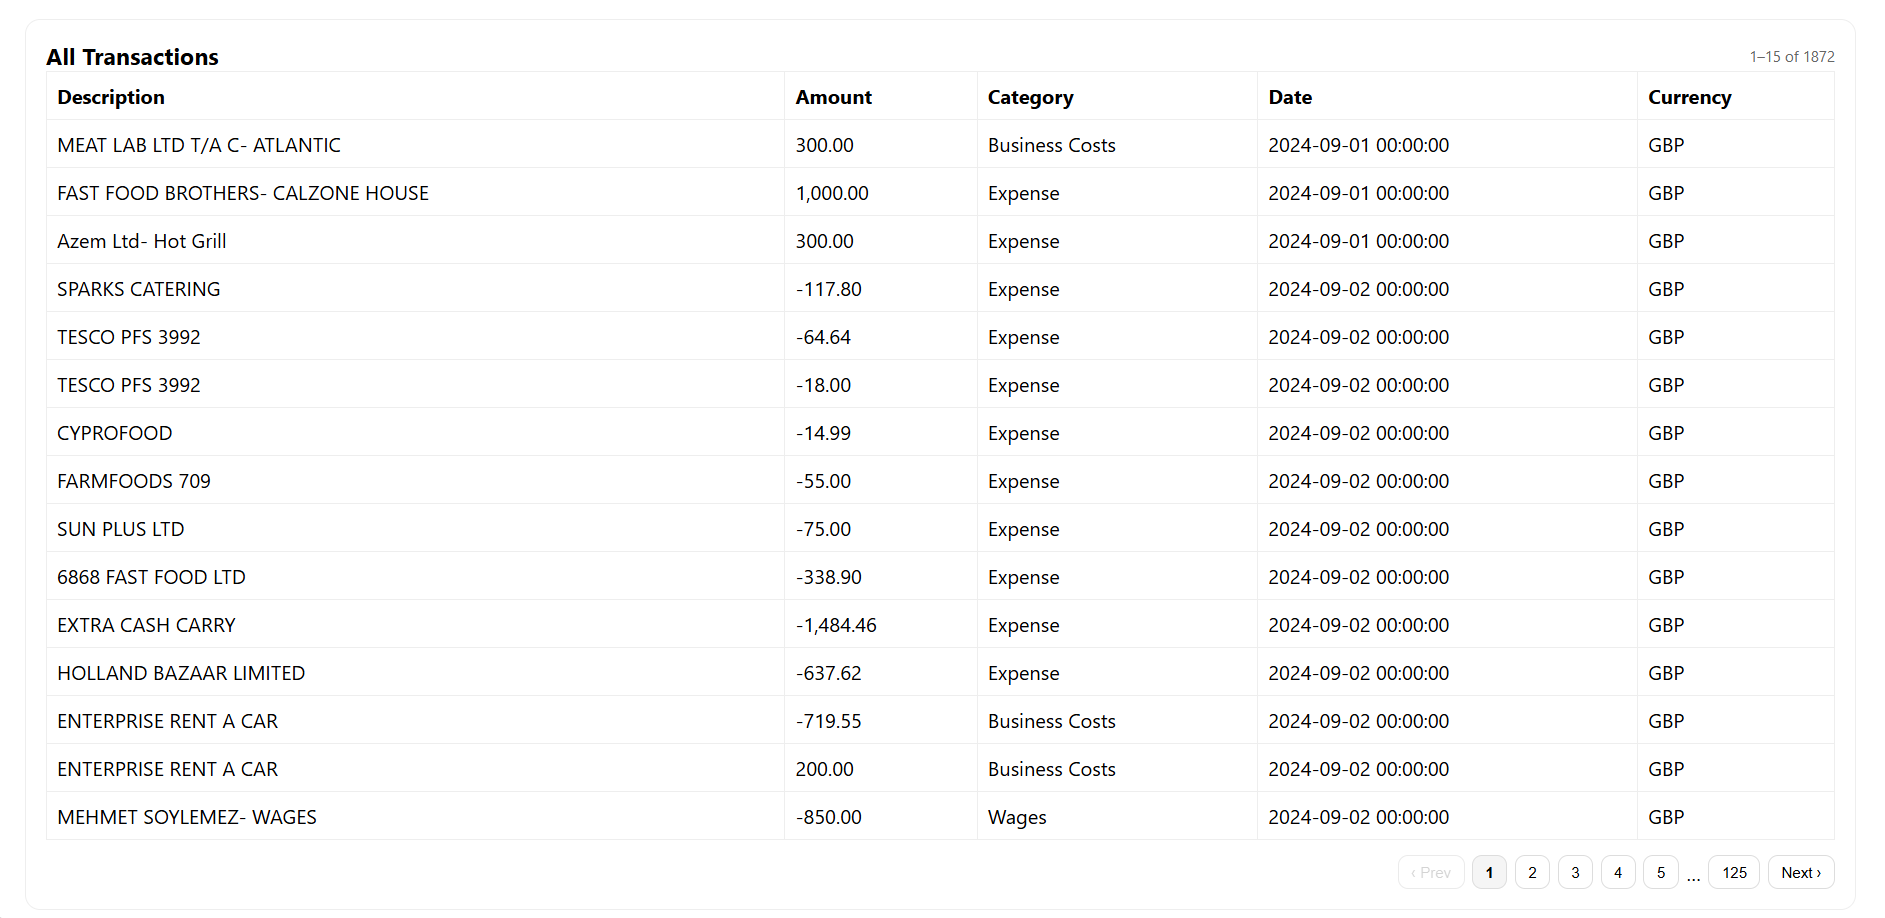 All Transactions 1–15 of 1872
Description Amount Category Date Currency
MEAT LAB LTD T/A C- ATLANTIC 300.00 Business Costs 2024-09-01 00:00:00 GBP
FAST FOOD BROTHERS- CALZONE HOUSE 1,000.00 Expense 2024-09-01 00:00:00 GBP
Azem Ltd- Hot Grill 300.00 Expense 2024-09-01 00:00:00 GBP
SPARKS CATERING -117.80 Expense 2024-09-02 00:00:00 GBP
TESCO PFS 3992 -64.64 Expense 2024-09-02 00:00:00 GBP
TESCO PFS 3992 -18.00 Expense 2024-09-02 00:00:00 GBP
CYPROFOOD -14.99 Expense 2024-09-02 00:00:00 GBP
FARMFOODS 709 -55.00 Expense 2024-09-02 00:00:00 GBP
SUN PLUS LTD -75.00 Expense 2024-09-02 00:00:00 GBP
6868 FAST FOOD LTD -338.90 Expense 2024-09-02 00:00:00 GBP
EXTRA CASH CARRY -1,484.46 Expense 2024-09-02 00:00:00 GBP
HOLLAND BAZAAR LIMITED -637.62 Expense 2024-09-02 00:00:00 GBP
ENTERPRISE RENT A CAR -719.55 Business Costs 2024-09-02 00:00:00 GBP
ENTERPRISE RENT A CAR 200.00 Business Costs 2024-09-02 00:00:00 GBP
MEHMET SOYLEMEZ- WAGES -850.00 Wages 2024-09-02 00:00:00 GBP
‹ Prev 1 2 3 4 5 ... 125 Next ›